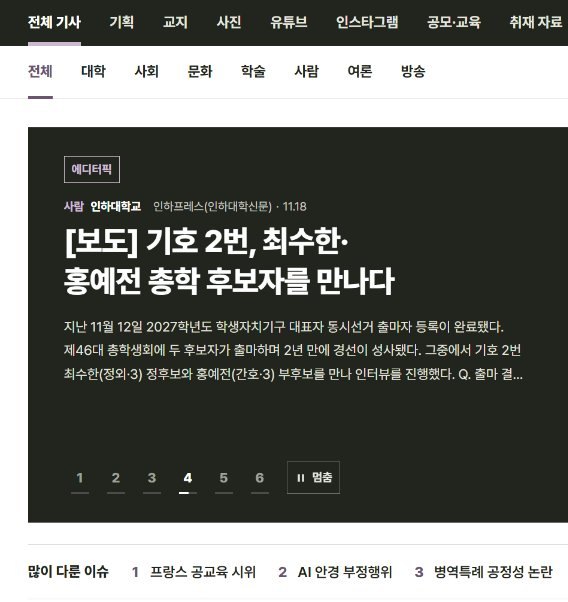 전체 기사 기획 교지 사진 유튜브 인스타그램 공모·교육 취재 자료
전체 대학 사회 문화 학술 사람 여론 방송
에디터픽
사람 인하대학교 인하프레스(인하대학신문) · 11.18
[보도] 기호 2번, 최수한·
홍예전 총학 후보자를 만나다
지난 11월 12일 2027학년도 학생자치기구 대표자 동시선거 출마자 등록이 완료됐다.
제46대 총학생회에 두 후보자가 출마하며 2년 만에 경선이 성사됐다. 그중에서 기호 2번
최수한(정외·3) 정후보와 홍예전(간호·3) 부후보를 만나 인터뷰를 진행했다. Q. 출마 결...
1 2 3 4 5 6 멈춤
많이 다룬 이슈 1 프랑스 공교육 시위 2 AI 안경 부정행위 3 병역특례 공정성 논란